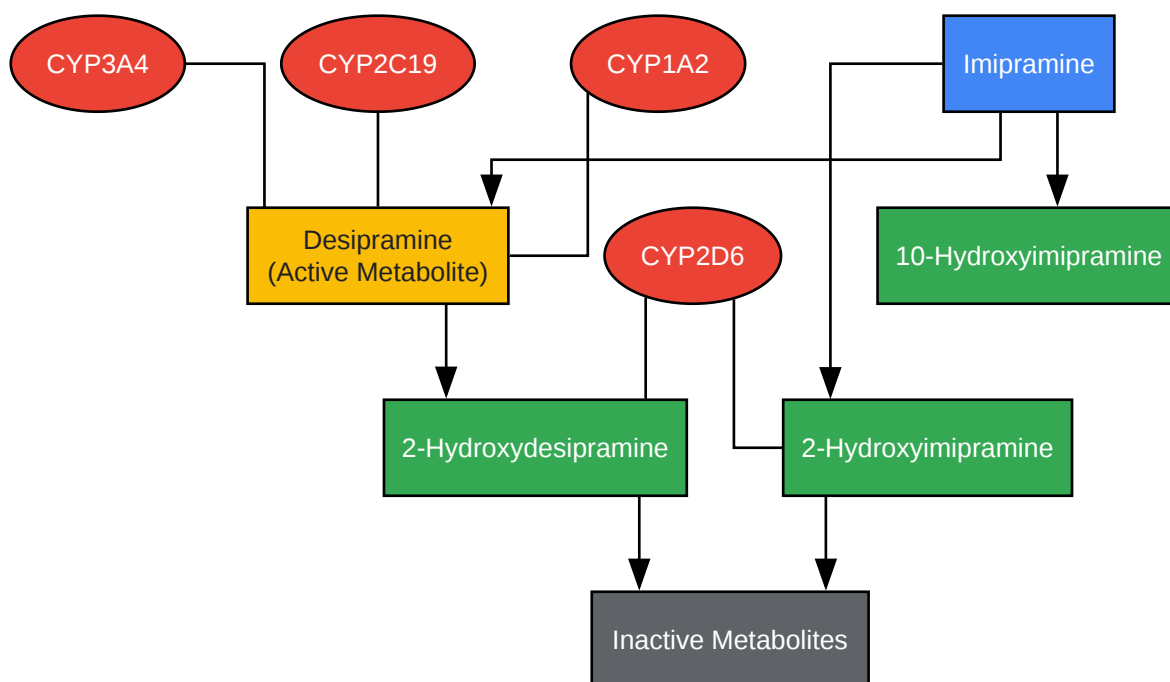 CYP3A4
CYP2C19
CYP1A2
Imipramine
Desipramine
(Active Metabolite)
CYP2D6
10-Hydroxyimipramine
2-Hydroxydesipramine
2-Hydroxyimipramine
Inactive Metabolites